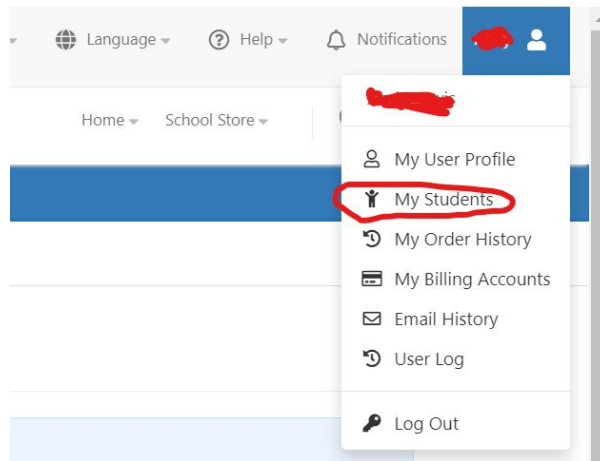 Language Help Notifications
Home School Store
My User Profile
My Students
My Order History
My Billing Accounts
Email History
User Log
Log Out